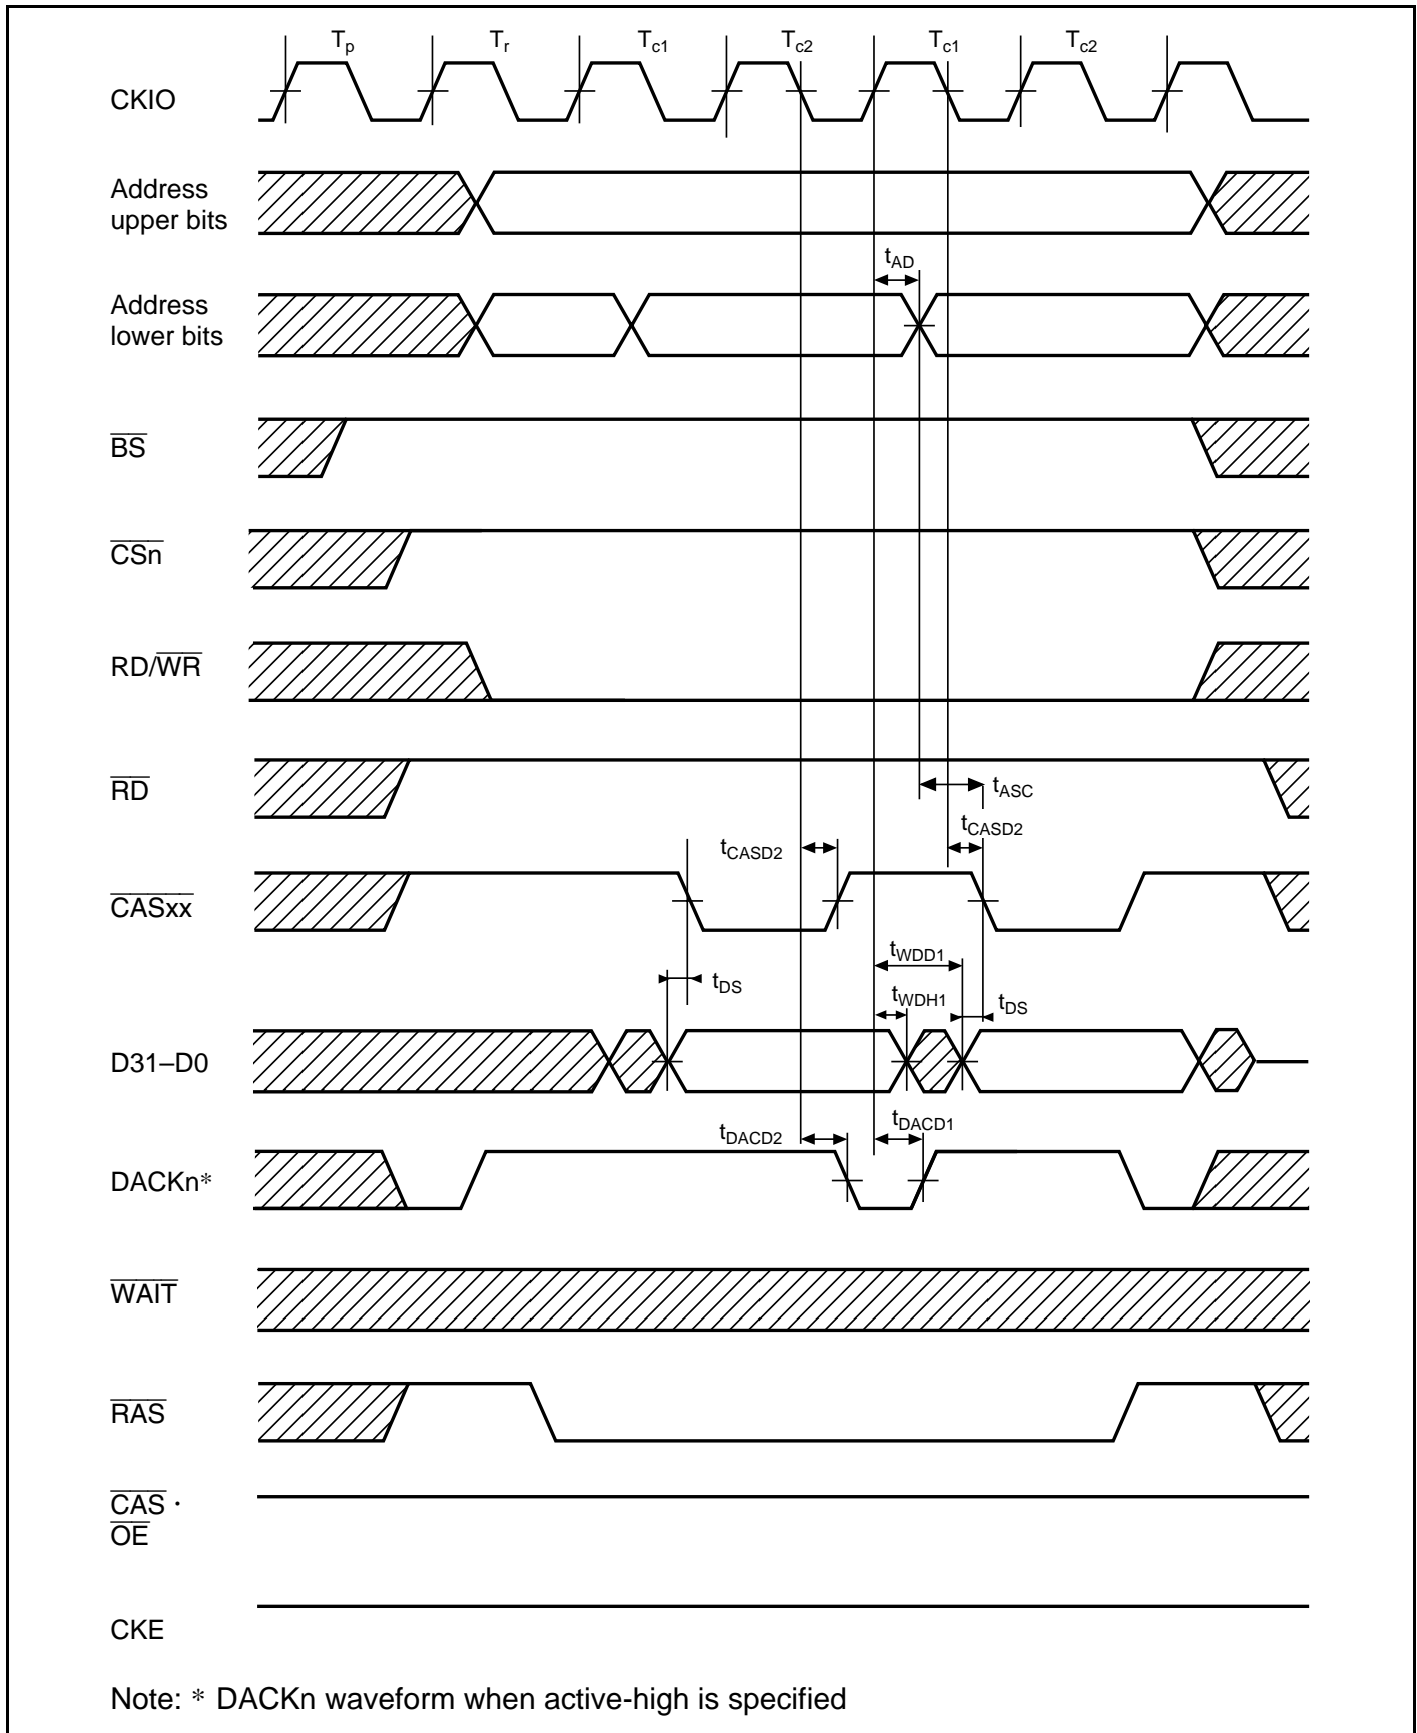 Tp Tr Tc1 Tc2 Tc1 Tc2
CKIO
Address
upper bits
tAD
Address
lower bits
BS
CSn
RD/WR
RD
tASC
tCASD2
tCASD2
CASxx
tWDD1
tDS
tWDH1
tDS
D31–D0
tDACD2
tDACD1
DACKn*
WAIT
RAS
CAS ·
OE
CKE
Note: * DACKn waveform when active-high is specified